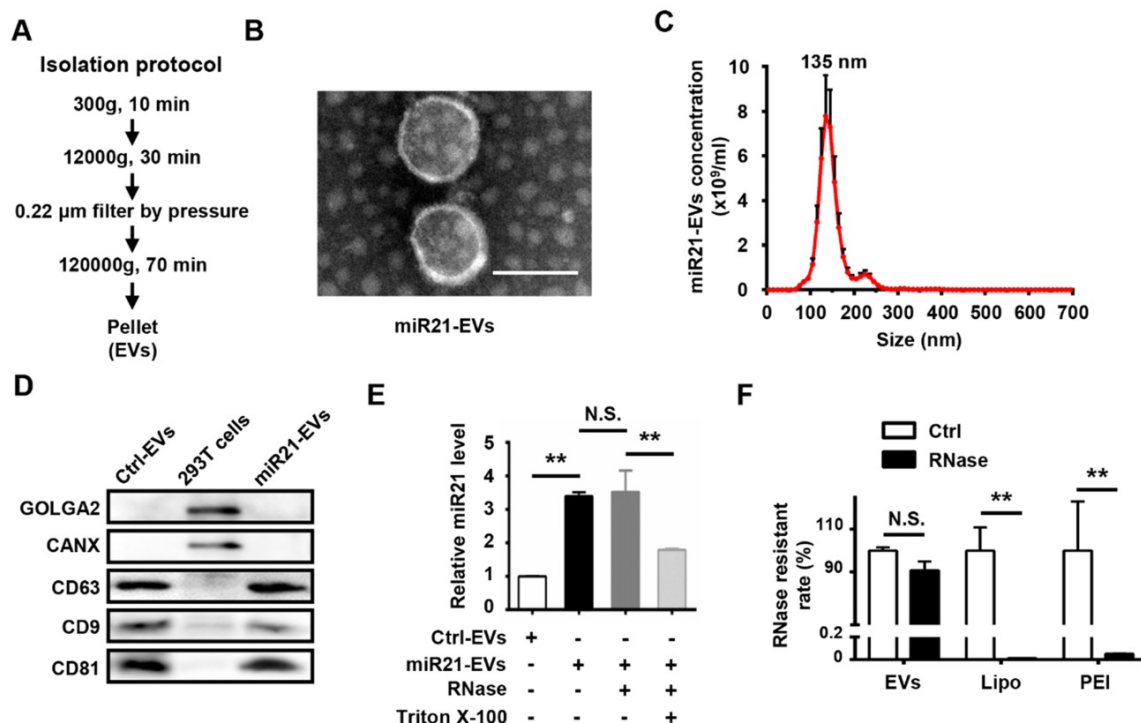 A
Isolation protocol
300g, 10 min
12000g, 30 min
0.22 μm filter by pressure
120000g, 70 min
Pellet
(EVs)
B
miR21-EVs
C
135 nm
miR21-EVs concentration
(x10⁹/ml)
10
8
6
4
2
0
0 100 200 300 400 500 600 700
Size (nm)
D
Ctrl-EVs 293T cells miR21-EVs
GOLGA2
CANX
CD63
CD9
CD81
E
N.S.
** **
Relative miR21 level
5
4
3
2
1
0
Ctrl-EVs + - - -
miR21-EVs - + + +
RNase - - + +
Triton X-100 - - - +
F
Ctrl
RNase
N.S. ** **
RNase resistant
rate (%)
110
90
0.2
0.0
EVs Lipo PEI